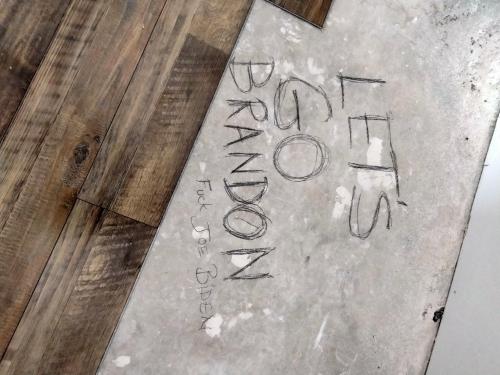 LET'S
GO
BRANDON
Fuck Joe Biden